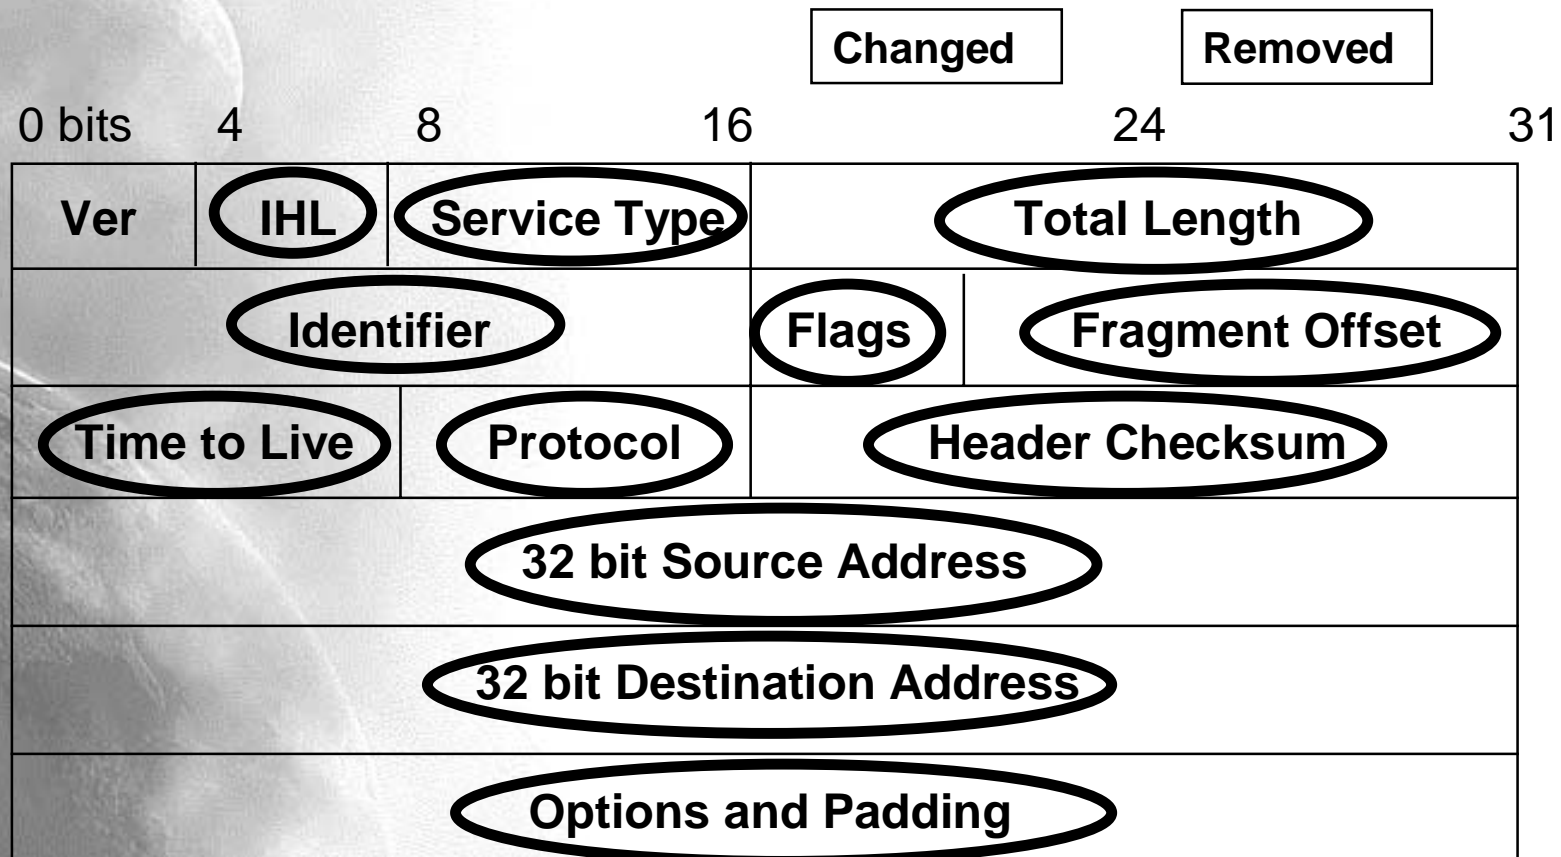 Changed Removed
0 bits 4 8 16 24 31
Ver IHL Service Type Total Length
Identifier Flags Fragment Offset
Time to Live Protocol Header Checksum
32 bit Source Address
32 bit Destination Address
Options and Padding